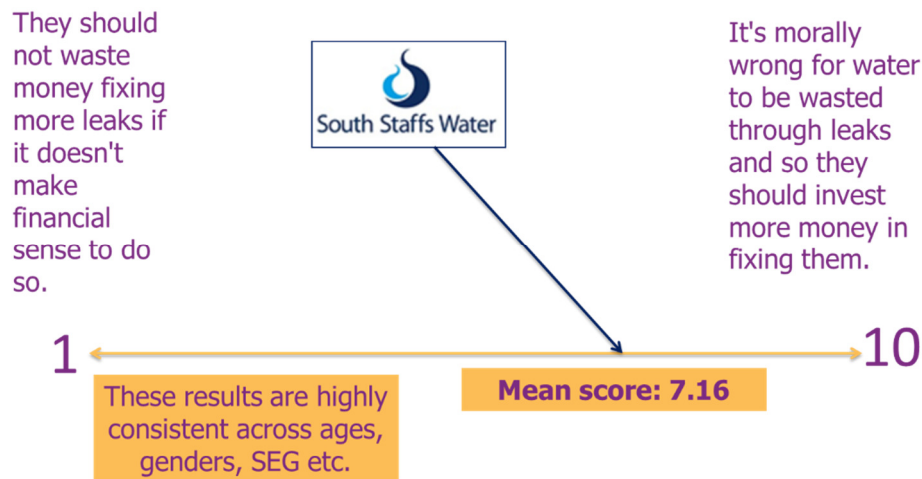 They should
not waste
money fixing
more leaks if
it doesn't
make
financial
sense to do
so.
South Staffs Water
It's morally
wrong for water
to be wasted
through leaks
and so they
should invest
more money in
fixing them.
1
10
These results are highly
consistent across ages,
genders, SEG etc.
Mean score: 7.16